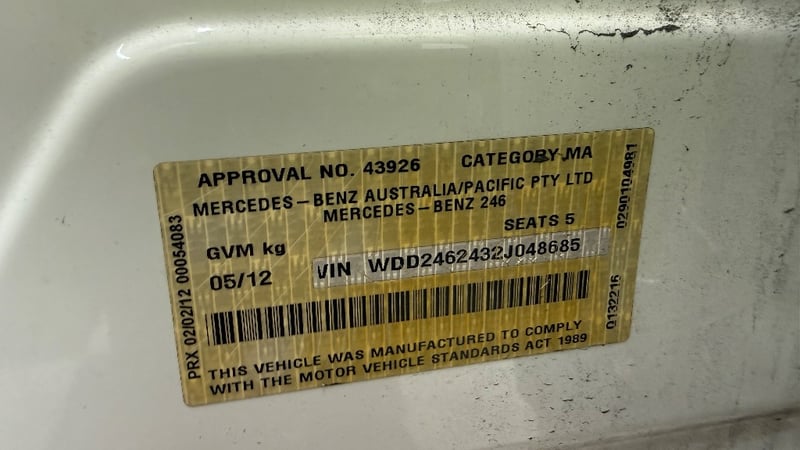 APPROVAL NO. 43926 CATEGORY MA
MERCEDES-BENZ AUSTRALIA/PACIFIC PTY LTD
MERCEDES-BENZ 246
SEATS 5
GVM kg
05/12 VIN WDD2462432J048685
THIS VEHICLE WAS MANUFACTURED TO COMPLY
WITH THE MOTOR VEHICLE STANDARDS ACT 1989
PRX 02/02/12 00054083
0290104981
Q132216